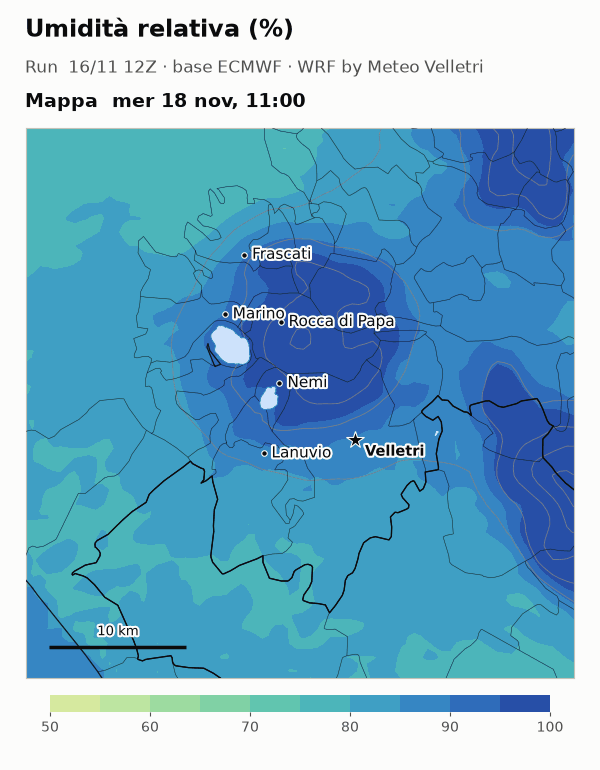 Umidità relativa (%)
Run  16/11 12Z · base ECMWF · WRF by Meteo Velletri
Mappa  mer 18 nov, 11:00
Frascati
Marino
Rocca di Papa
Nemi
Velletri
Lanuvio
10 km
50 60 70 80 90 100